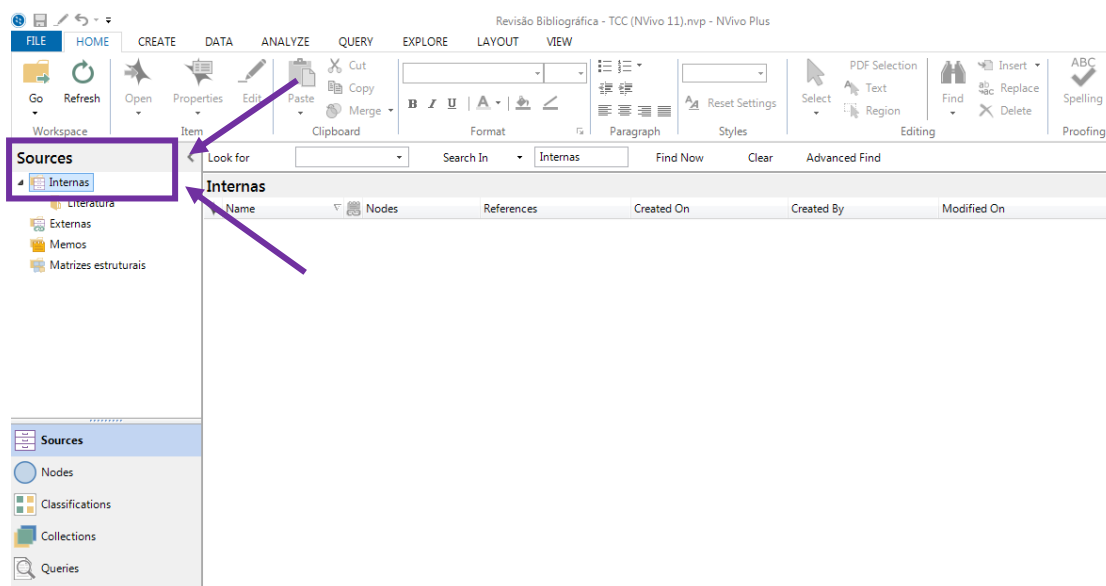 Revisão Bibliográfica - TCC (NVivo 11).nvp - NVivo Plus
FILE HOME CREATE DATA ANALYZE QUERY EXPLORE LAYOUT VIEW
Go Refresh Open Properties Edit Paste Cut Copy Merge
B I U A
Reset Settings
Select PDF Selection Text Region
Find Insert Replace Delete
ABC Spelling
Workspace Item Clipboard Format Paragraph Styles Editing Proofing
Sources
Look for Search In Internas Find Now Clear Advanced Find
Internas
Literatura
Externas
Memos
Matrizes estruturais
Internas
Name Nodes References Created On Created By Modified On
Sources
Nodes
Classifications
Collections
Queries